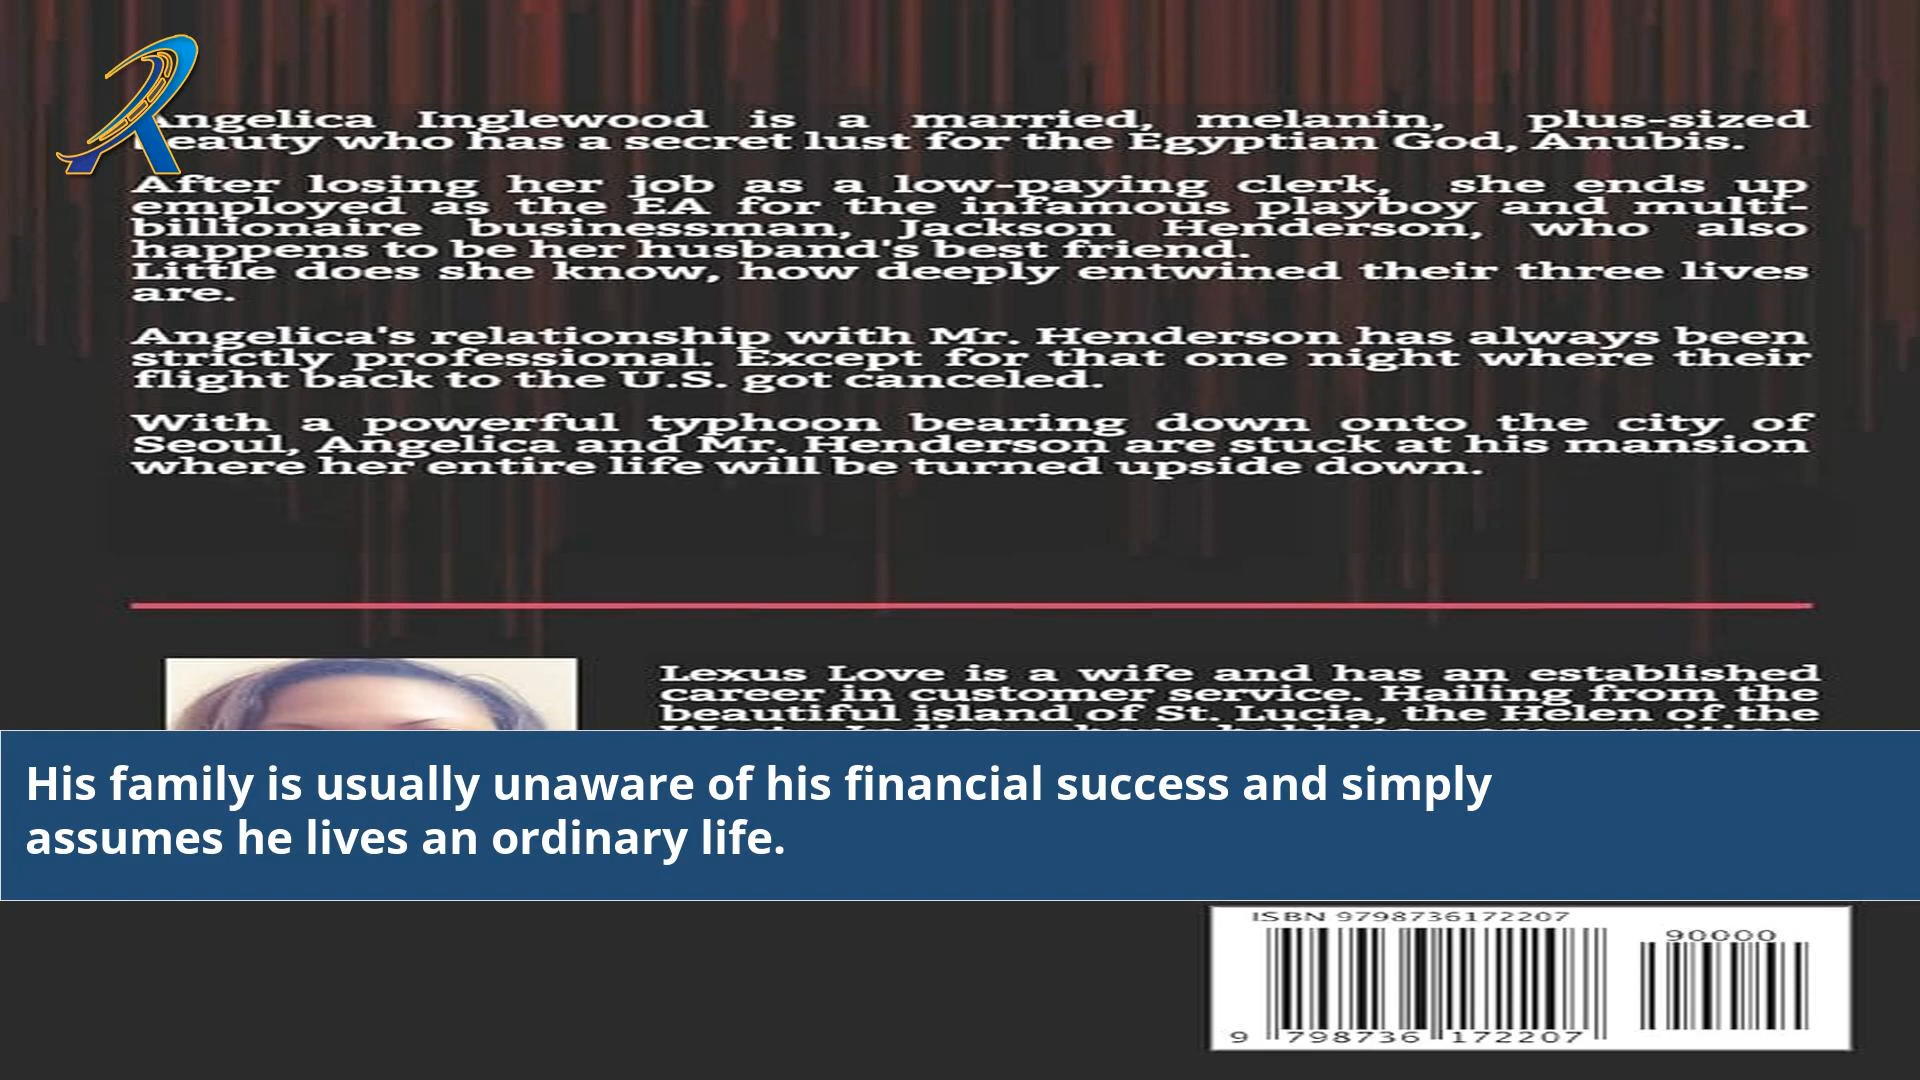 Angelica Inglewood is a married, melanin, plus-sized
beauty who has a secret lust for the Egyptian God, Anubis.
After losing her job as a low-paying clerk, she ends up
employed as the EA for the infamous playboy and multi-
billionaire businessman, Jackson Henderson, who also
happens to be her husband's best friend.
Little does she know, how deeply entwined their three lives
are.
Angelica's relationship with Mr. Henderson has always been
strictly professional. Except for that one night where their
flight back to the U.S. got canceled.
With a powerful typhoon bearing down onto the city of
Seoul, Angelica and Mr. Henderson are stuck at his mansion
where her entire life will be turned upside down.
Lexus Love is a wife and has an established
career in customer service. Hailing from the
beautiful island of St. Lucia, the Helen of the
His family is usually unaware of his financial success and simply
assumes he lives an ordinary life.
ISBN 9798736172207
90000
9 798736 172207